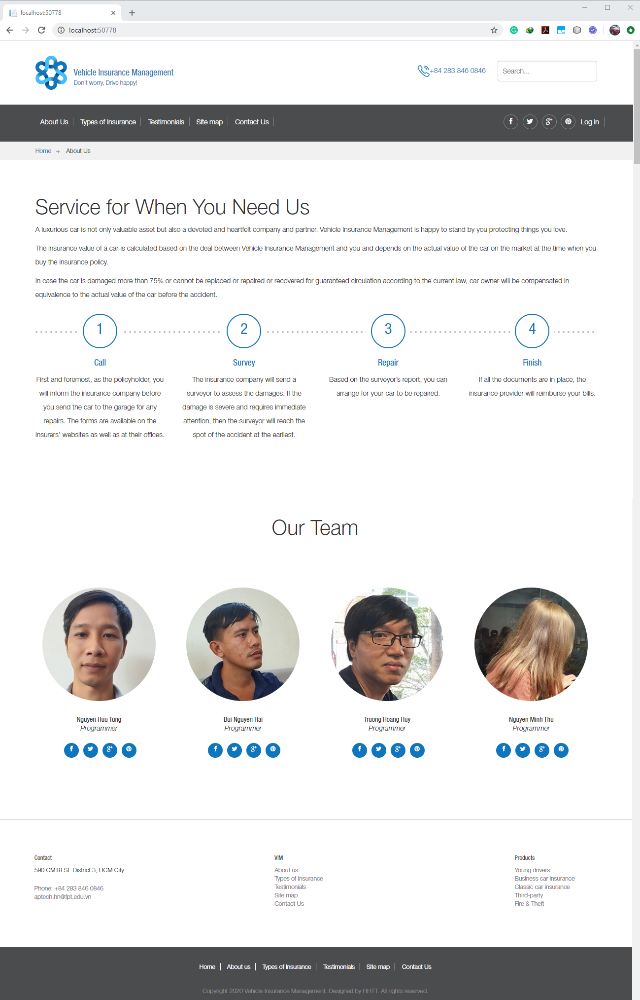 localhost:50778
localhost:50778
Vehicle Insurance Management
Don't worry, Drive happy!
+84 283 846 0846
Search...
About Us
Types of Insurance
Testimonials
Site map
Contact Us
Log in
Home
About Us
Service for When You Need Us
A luxurious car is not only valuable asset but also a devoted and heartfelt company and partner. Vehicle Insurance Management is happy to stand by you protecting things you love.
The insurance value of a car is calculated based on the deal between Vehicle Insurance Management and you and depends on the actual value of the car on the market at the time when you
buy the insurance policy.
In case the car is damaged more than 75% or cannot be replaced or repaired or recovered for guaranteed circulation according to the current law, car owner will be compensated in
equivalence to the actual value of the car before the accident.
1
Call
First and foremost, as the policyholder, you
will inform the insurance company before
you send the car to the garage for any
repairs. The forms are available on the
insurers' websites as well as at their offices.
2
Survey
The insurance company will send a
surveyor to assess the damages. If the
damage is severe and requires immediate
attention, then the surveyor will reach the
spot of the accident at the earliest.
3
Repair
Based on the surveyor's report, you can
arrange for your car to be repaired.
4
Finish
If all the documents are in place, the
insurance provider will reimburse your bills.
Our Team
Nguyen Huu Tung
Programmer
Bui Nguyen Hai
Programmer
Truong Hoang Huy
Programmer
Nguyen Minh Thu
Programmer
Contact
590 CMT8 St. District 3, HCM City
Phone: +84 283 846 0846
aptech.hn@fpt.edu.vn
VIM
About us
Types of Insurance
Testimonials
Site map
Contact Us
Products
Young drivers
Business car insurance
Classic car insurance
Third-party
Fire & Theft
Home
About us
Types of Insurance
Testimonials
Site map
Contact Us
Copyright 2020 Vehicle Insurance Management. Designed by HHTT. All rights reserved.